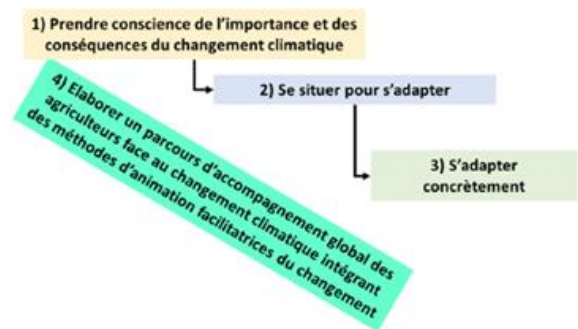 1) Prendre conscience de l'importance et des
conséquences du changement climatique
2) Se situer pour s'adapter
3) S'adapter
concrètement
4) Elaborer un parcours d'accompagnement global des
agriculteurs face au changement climatique intégrant
des méthodes d'animation facilitatrices du changement